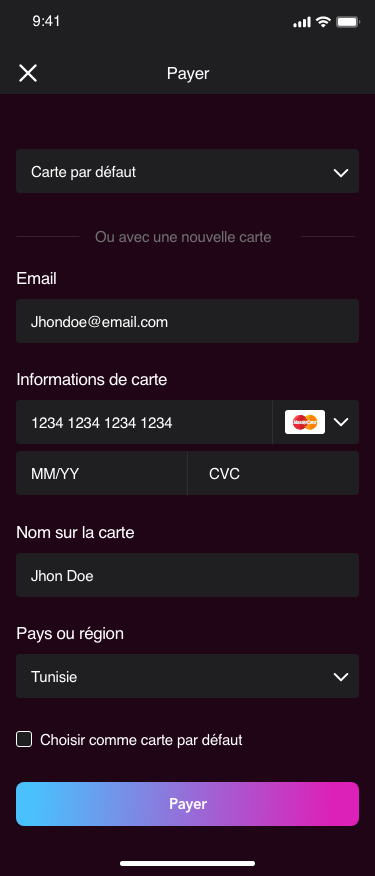 9:41
Payer
Carte par défaut
Ou avec une nouvelle carte
Email
Jhondoe@email.com
Informations de carte
1234 1234 1234 1234
MasterCard
MM/YY CVC
Nom sur la carte
Jhon Doe
Pays ou région
Tunisie
Choisir comme carte par défaut
Payer